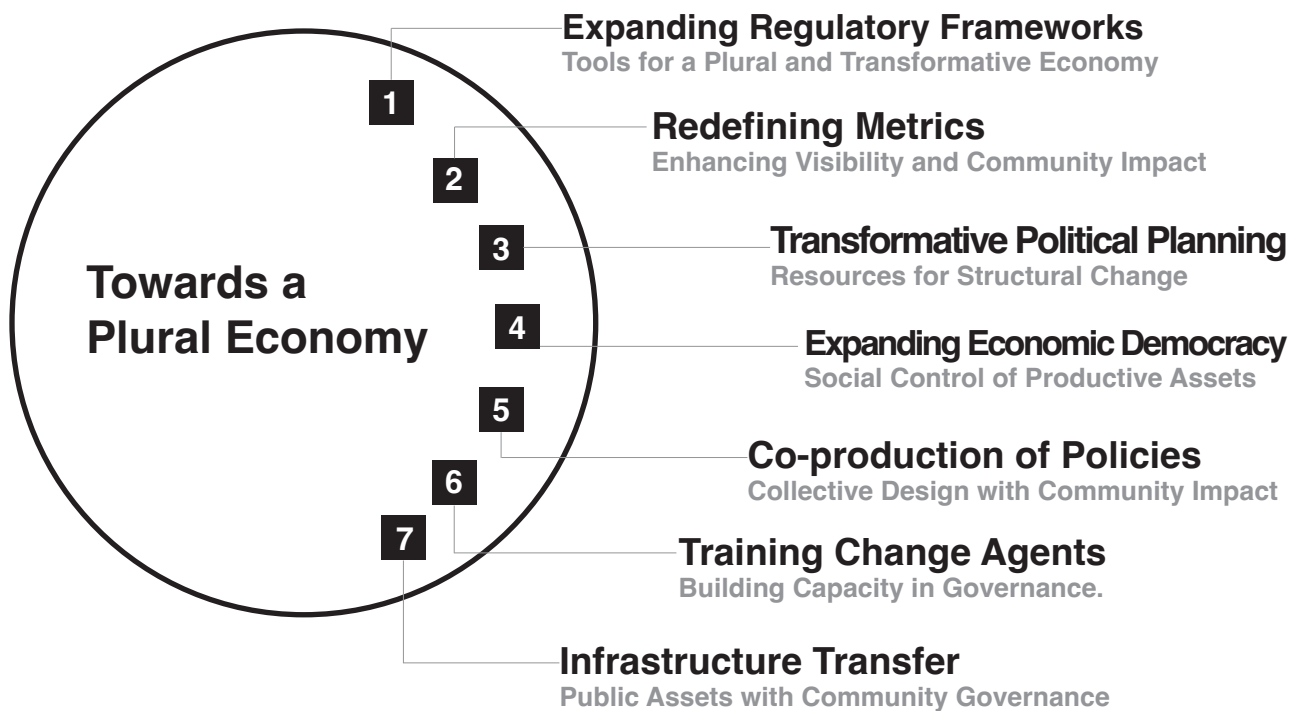 Towards a
Plural Economy
1
Expanding Regulatory Frameworks
Tools for a Plural and Transformative Economy
2
Redefining Metrics
Enhancing Visibility and Community Impact
3
Transformative Political Planning
Resources for Structural Change
4
Expanding Economic Democracy
Social Control of Productive Assets
5
Co-production of Policies
Collective Design with Community Impact
6
Training Change Agents
Building Capacity in Governance.
7
Infrastructure Transfer
Public Assets with Community Governance